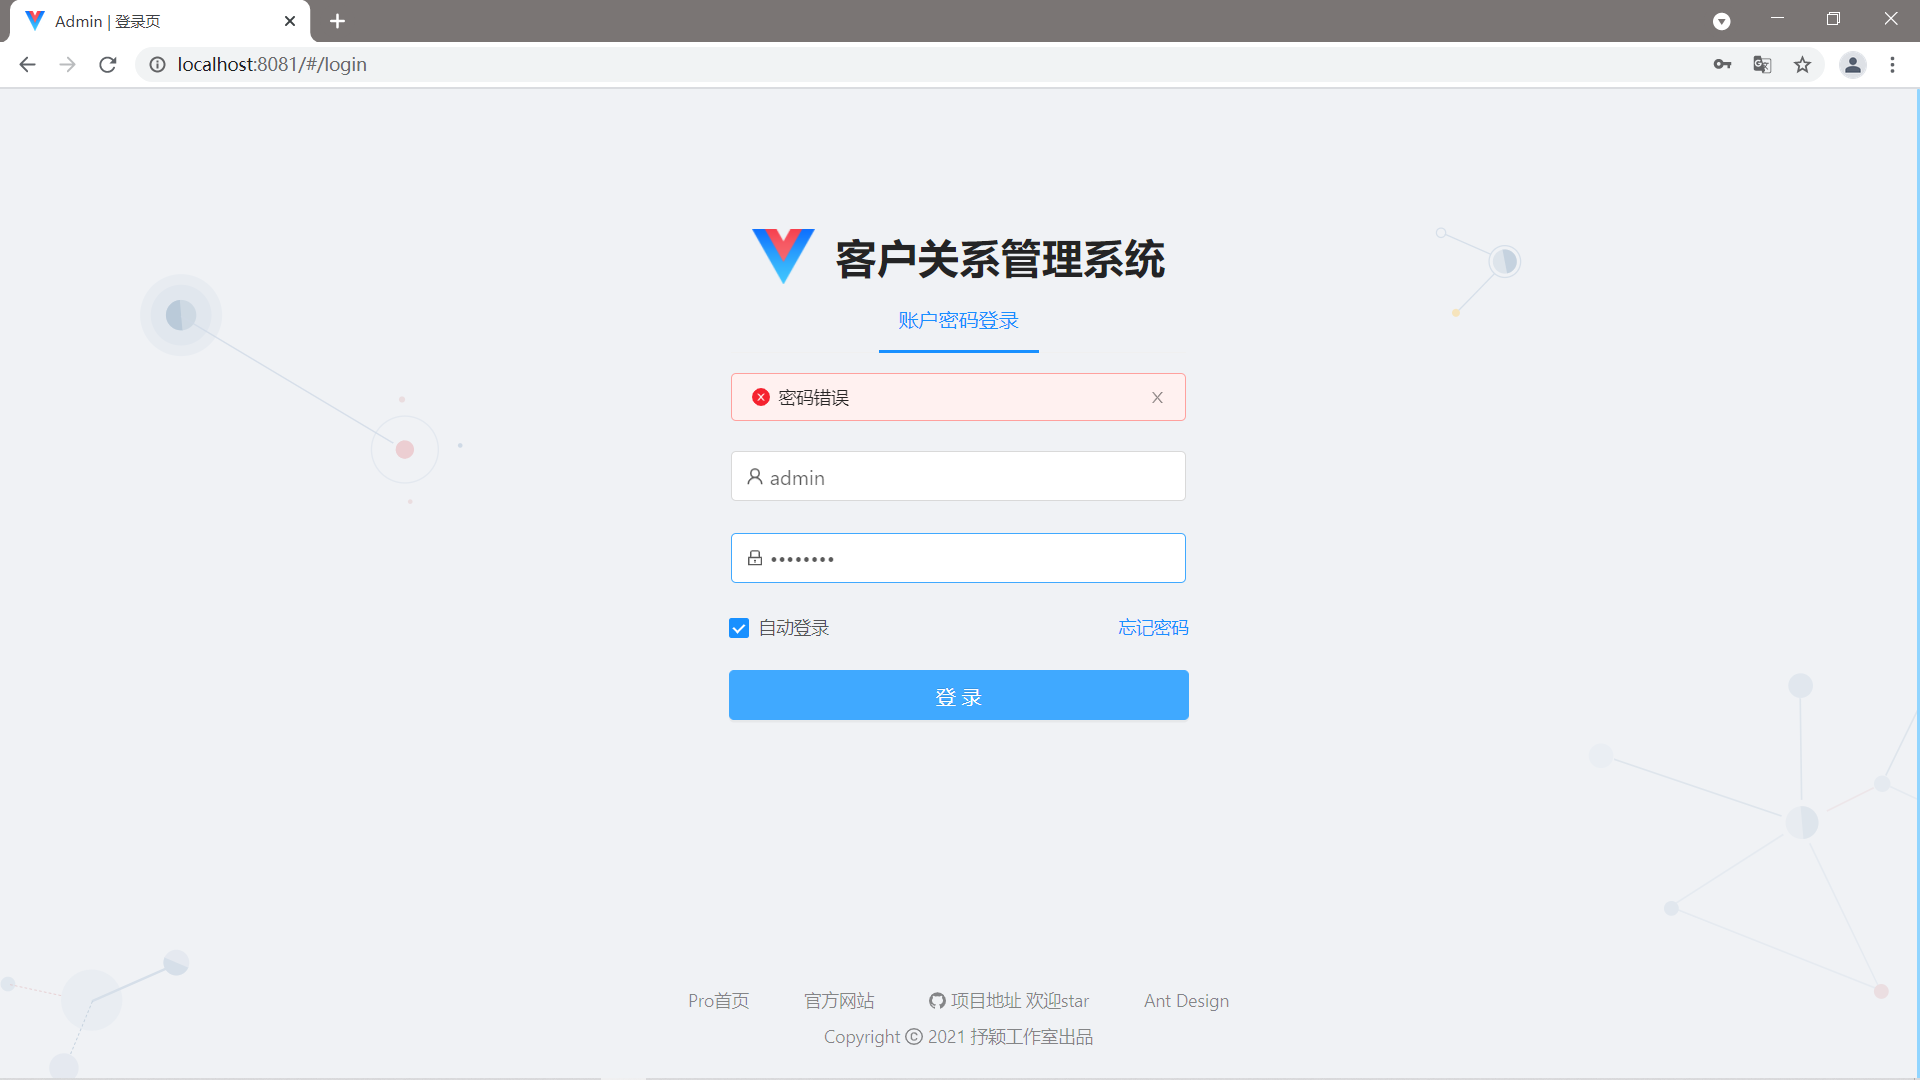 Admin | 登录页
localhost:8081/#/login
客户关系管理系统
账户密码登录
密码错误
admin
••••••••
自动登录 忘记密码
登 录
Pro首页 官方网站 项目地址 欢迎star Ant Design
Copyright © 2021 抒颖工作室出品